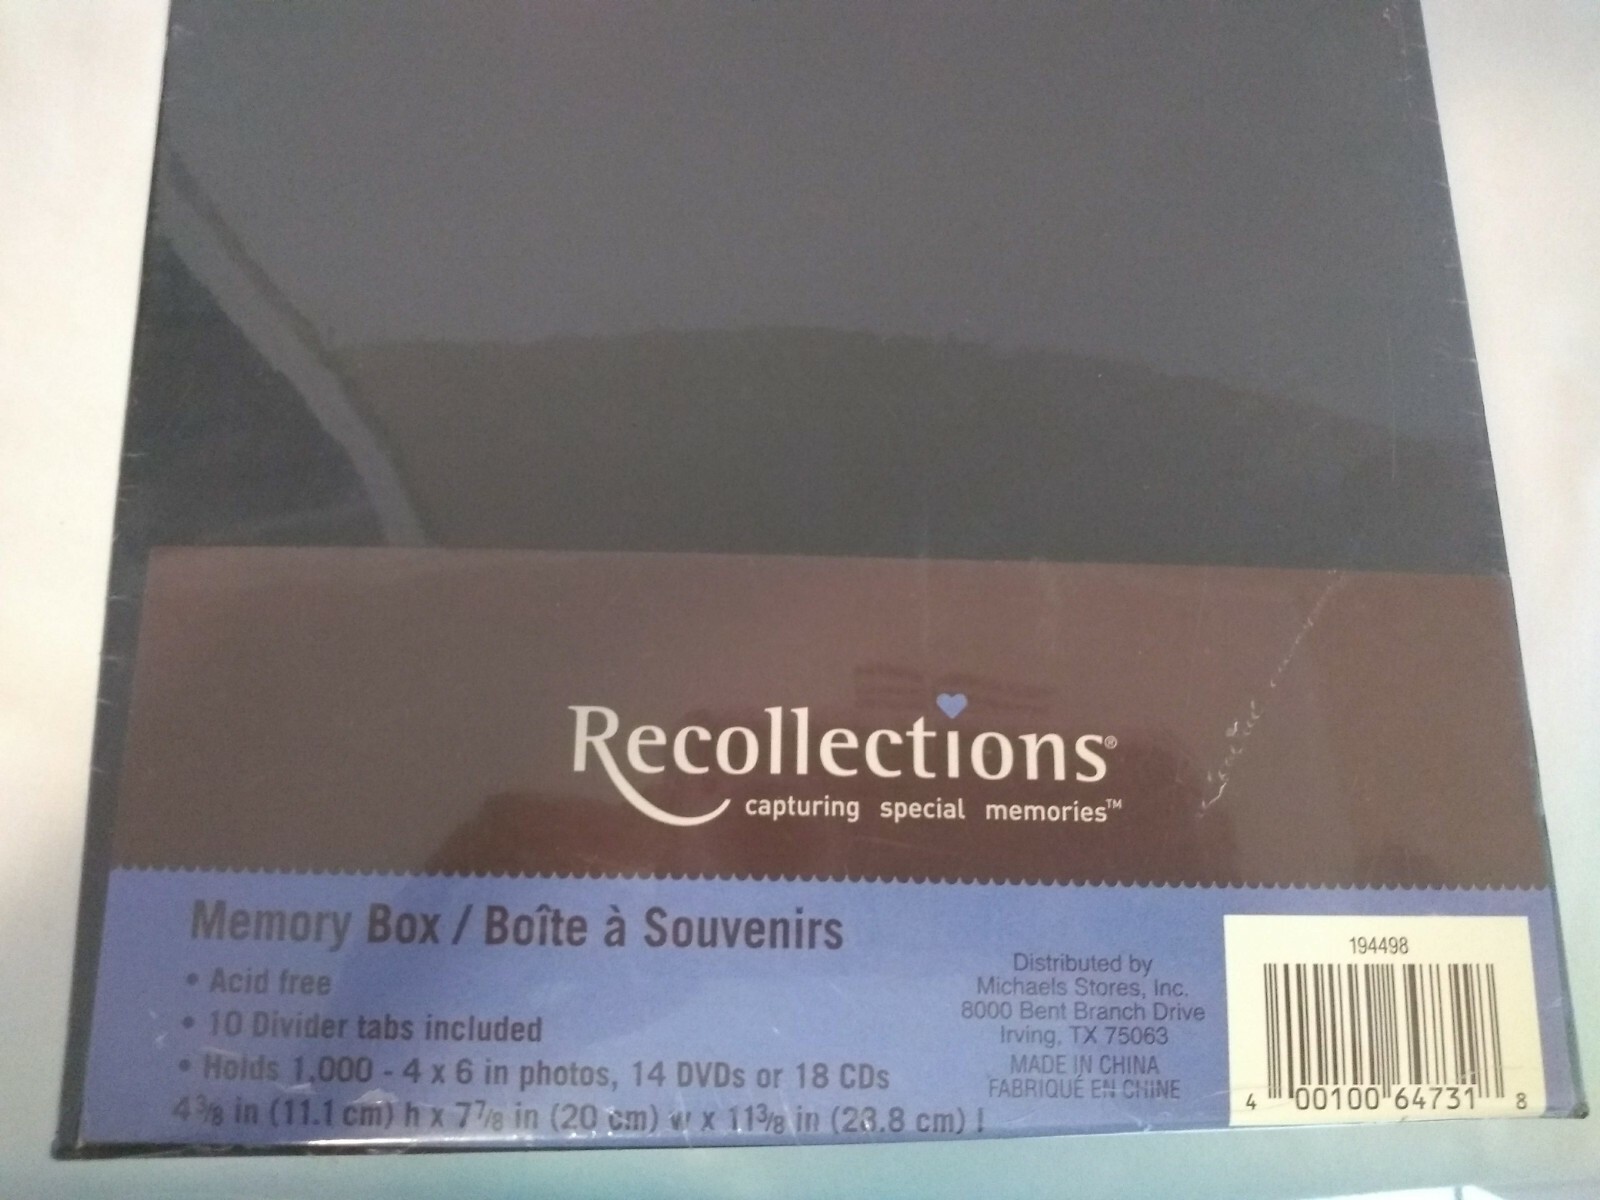 Recollections®
capturing special memories™
Memory Box / Boîte à Souvenirs
• Acid free
• 10 Divider tabs included
• Holds 1,000 - 4 x 6 in photos, 14 DVDs or 18 CDs
4⅜ in (11.1 cm) h x 7⅞ in (20 cm) w x 11⅜ in (28.8 cm) l
Distributed by
Michaels Stores, Inc.
8000 Bent Branch Drive
Irving, TX 75063
MADE IN CHINA
FABRIQUÉ EN CHINE
194498
4 00100 64731 8